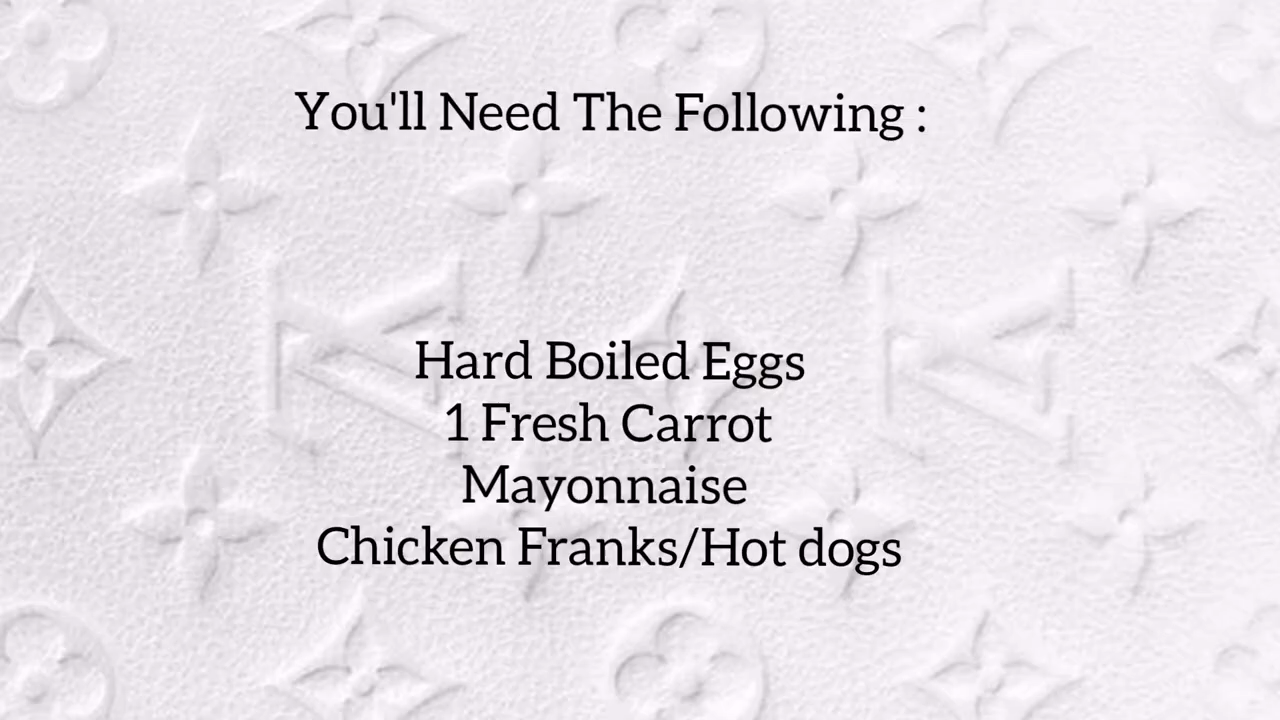 You'll Need The Following :
Hard Boiled Eggs
1 Fresh Carrot
Mayonnaise
Chicken Franks/Hot dogs